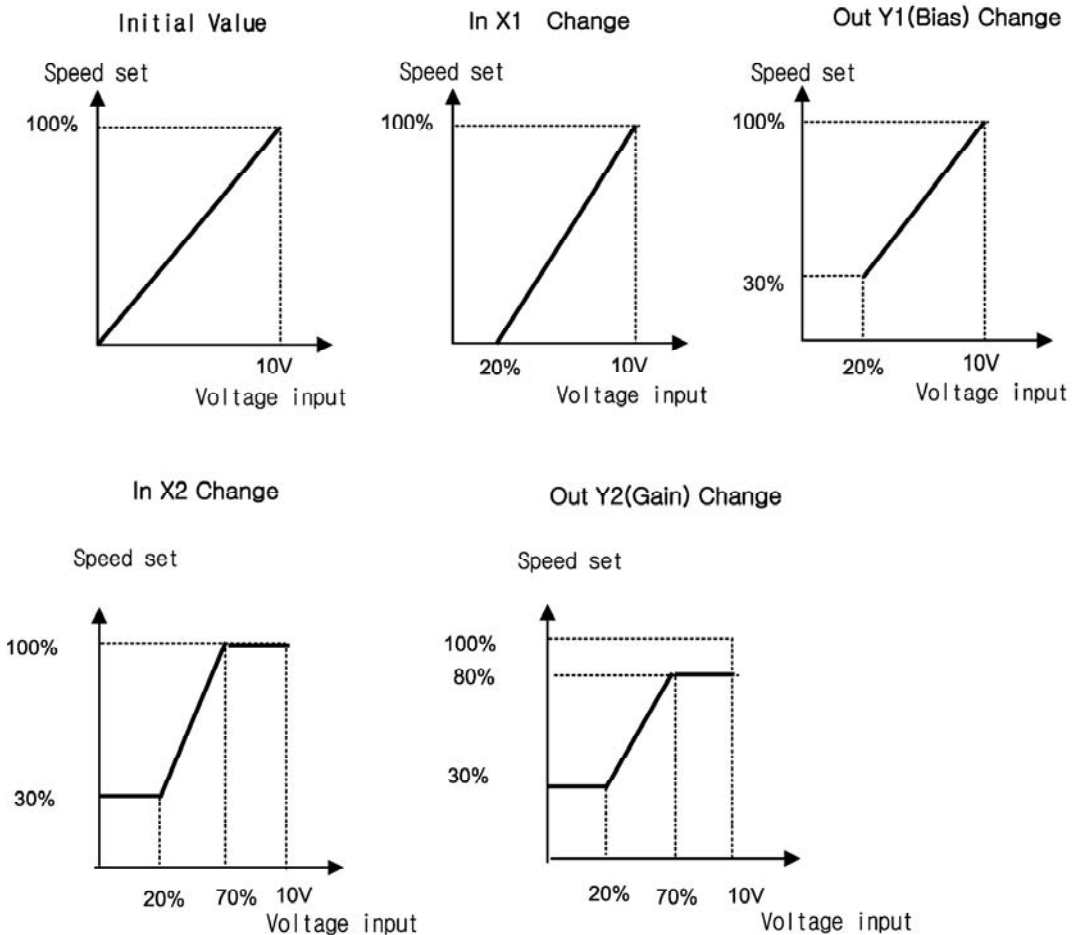 Initial Value
Speed set
100%
10V
Voltage input
In X1 Change
Speed set
100%
20%
10V
Voltage input
Out Y1(Bias) Change
Speed set
100%
30%
20%
10V
Voltage input
In X2 Change
Speed set
100%
30%
20%
70%
10V
Voltage input
Out Y2(Gain) Change
Speed set
100%
80%
30%
20%
70%
10V
Voltage input